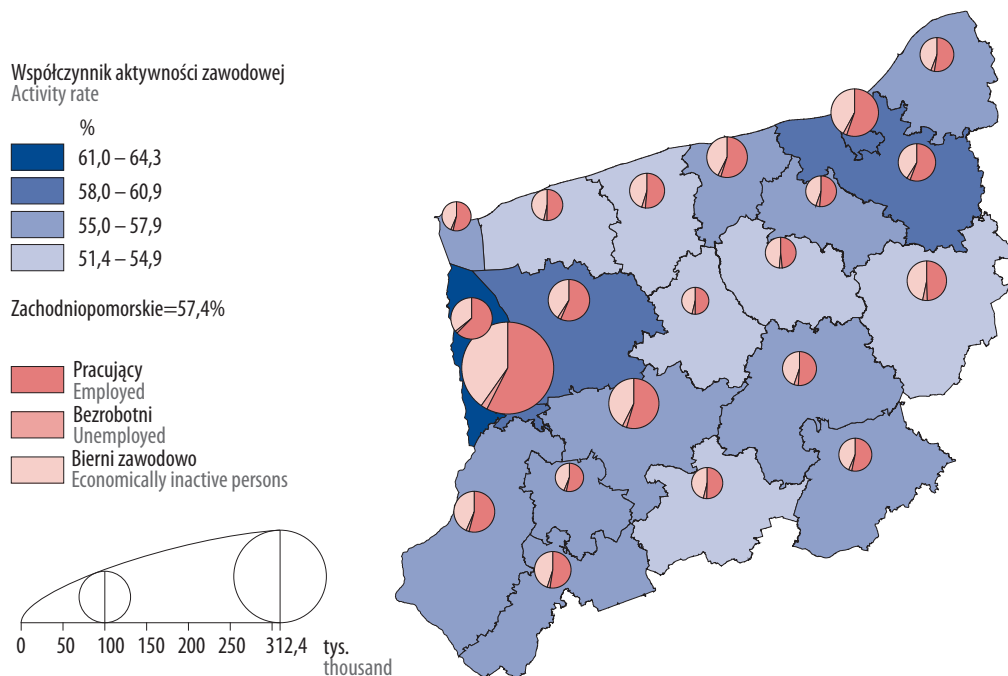 Współczynnik aktywności zawodowej
Activity rate
%
61,0 – 64,3
58,0 – 60,9
55,0 – 57,9
51,4 – 54,9
Zachodniopomorskie=57,4%
Pracujący
Employed
Bezrobotni
Unemployed
Bierni zawodowo
Economically inactive persons
0 50 100 150 200 250 312,4 tys.
thousand